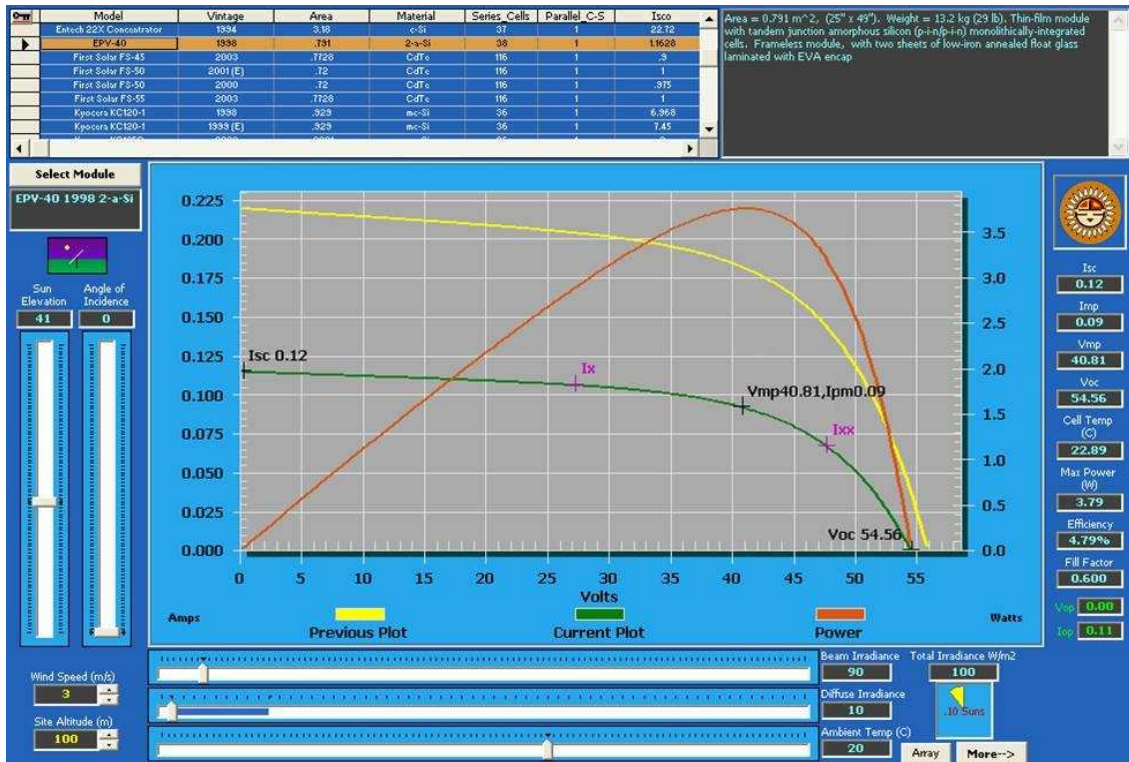 Model Vintage Area Material Series_Cells Parallel_C-S Isco
Entech 22X Concentrator 1994 3.18 c-Si 37 1 22.72
EPV-40 1998 .791 2-a-Si 38 1 1.1628
First Solar FS-45 2003 .7728 CdTe 116 1 .9
First Solar FS-50 2001 (E) .72 CdTe 116 1 1
First Solar FS-50 2000 .72 CdTe 116 1 .975
First Solar FS-55 2003 .7728 CdTe 116 1 1
Kyocera KC120-1 1998 .929 mc-Si 36 1 6.968
Kyocera KC120-1 1999 (E) .929 mc-Si 36 1 7.45
Area = 0.791 m^2, (25" x 49"). Weight = 13.2 kg (29 lb). Thin-film module
with tandem junction amorphous silicon (p-i-n/p-i-n) monolithically-integrated
cells. Frameless module, with two sheets of low-iron annealed float glass
laminated with EVA encap
Select Module
EPV-40 1998 2-a-Si
Sun Elevation
41
Angle of Incidence
0
Wind Speed (m/s)
3
Site Altitude (m)
100
0.225
0.200
0.175
0.150
0.125
0.100
0.075
0.050
0.025
0.000
Isc 0.12
Ix
Vmp40.81,Ipm0.09
Ixx
Voc 54.56
3.5
3.0
2.5
2.0
1.5
1.0
0.5
0.0
0 5 10 15 20 25 30 35 40 45 50 55
Volts
Amps
Watts
Previous Plot
Current Plot
Power
Isc
0.12
Imp
0.09
Vmp
40.81
Voc
54.56
Cell Temp
(C)
22.89
Max Power
(W)
3.79
Efficiency
4.79%
Fill Factor
0.600
Vop 0.00
Iop 0.11
Beam Irradiance
90
Total Irradiance W/m2
100
Diffuse Irradiance
10
.10 Suns
Ambient Temp (C)
20
Array
More-->